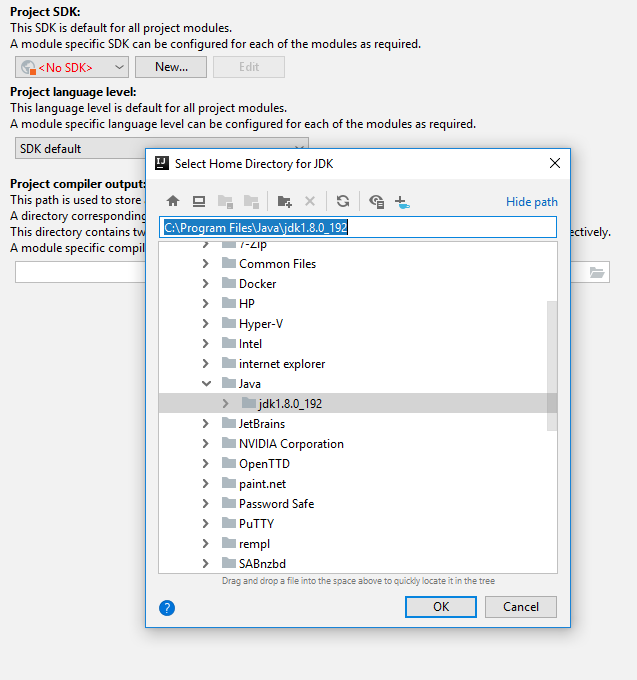 Project SDK:
This SDK is default for all project modules.
A module specific SDK can be configured for each of the modules as required.
<No SDK>
New...
Edit
Project language level:
This language level is default for all project modules.
A module specific language level can be configured for each of the modules as required.
SDK default
Project compiler output:
This path is used to store
A directory corresponding
This directory contains tw
ectively.
A module specific compil
IJ
Select Home Directory for JDK
Hide path
C:\Program Files\Java\jdk1.8.0_192
7-Zip
Common Files
Docker
HP
Hyper-V
Intel
internet explorer
Java
jdk1.8.0_192
JetBrains
NVIDIA Corporation
OpenTTD
paint.net
Password Safe
PuTTY
rempl
SABnzbd
Drag and drop a file into the space above to quickly locate it in the tree
?
OK
Cancel